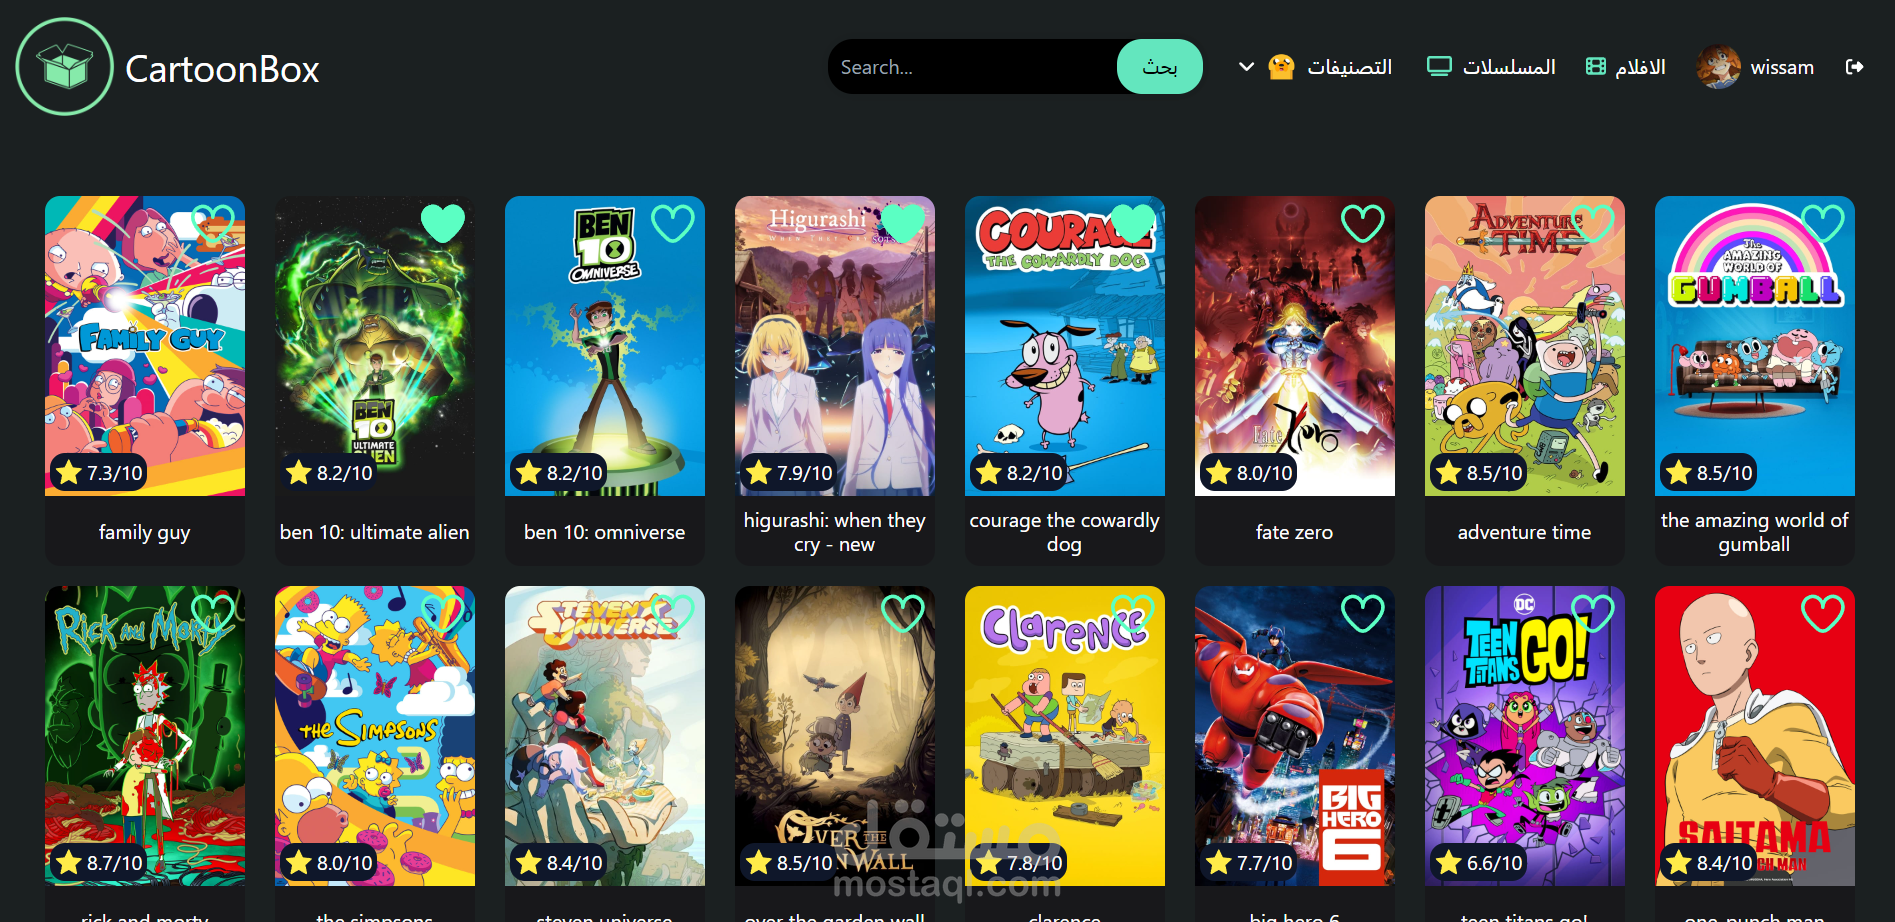 CartoonBox
Search...
بحث
التصنيفات
المسلسلات
الافلام
wissam
FAMILY GUY
7.3/10
family guy
BEN
10
ULTIMATE
ALIEN
8.2/10
ben 10: ultimate alien
BEN
10
OMNIVERSE
8.2/10
ben 10: omniverse
Higurashi
WHEN THEY CRY
7.9/10
higurashi: when they
cry - new
COURAGE
THE COWARDLY DOG
8.2/10
courage the cowardly
dog
Fate
8.0/10
fate zero
ADVENTURE
TIME
8.5/10
adventure time
The
AMAZING
WORLD OF
GUMBALL
8.5/10
the amazing world of
gumball
Rick and Morty
8.7/10
rick and morty
THE SIMPSONS
8.0/10
the simpsons
STEVEN
UNIVERSE
8.4/10
steven universe
OVER THE
WALL
8.5/10
over the garden wall
Clarence
7.8/10
clarence
BIG
HERO
6
7.7/10
big hero 6
DC
TEEN
TITANS
GO!
6.6/10
teen titans go!
SAITAMA
8.4/10
one-punch man
مستقل
mostaql.com